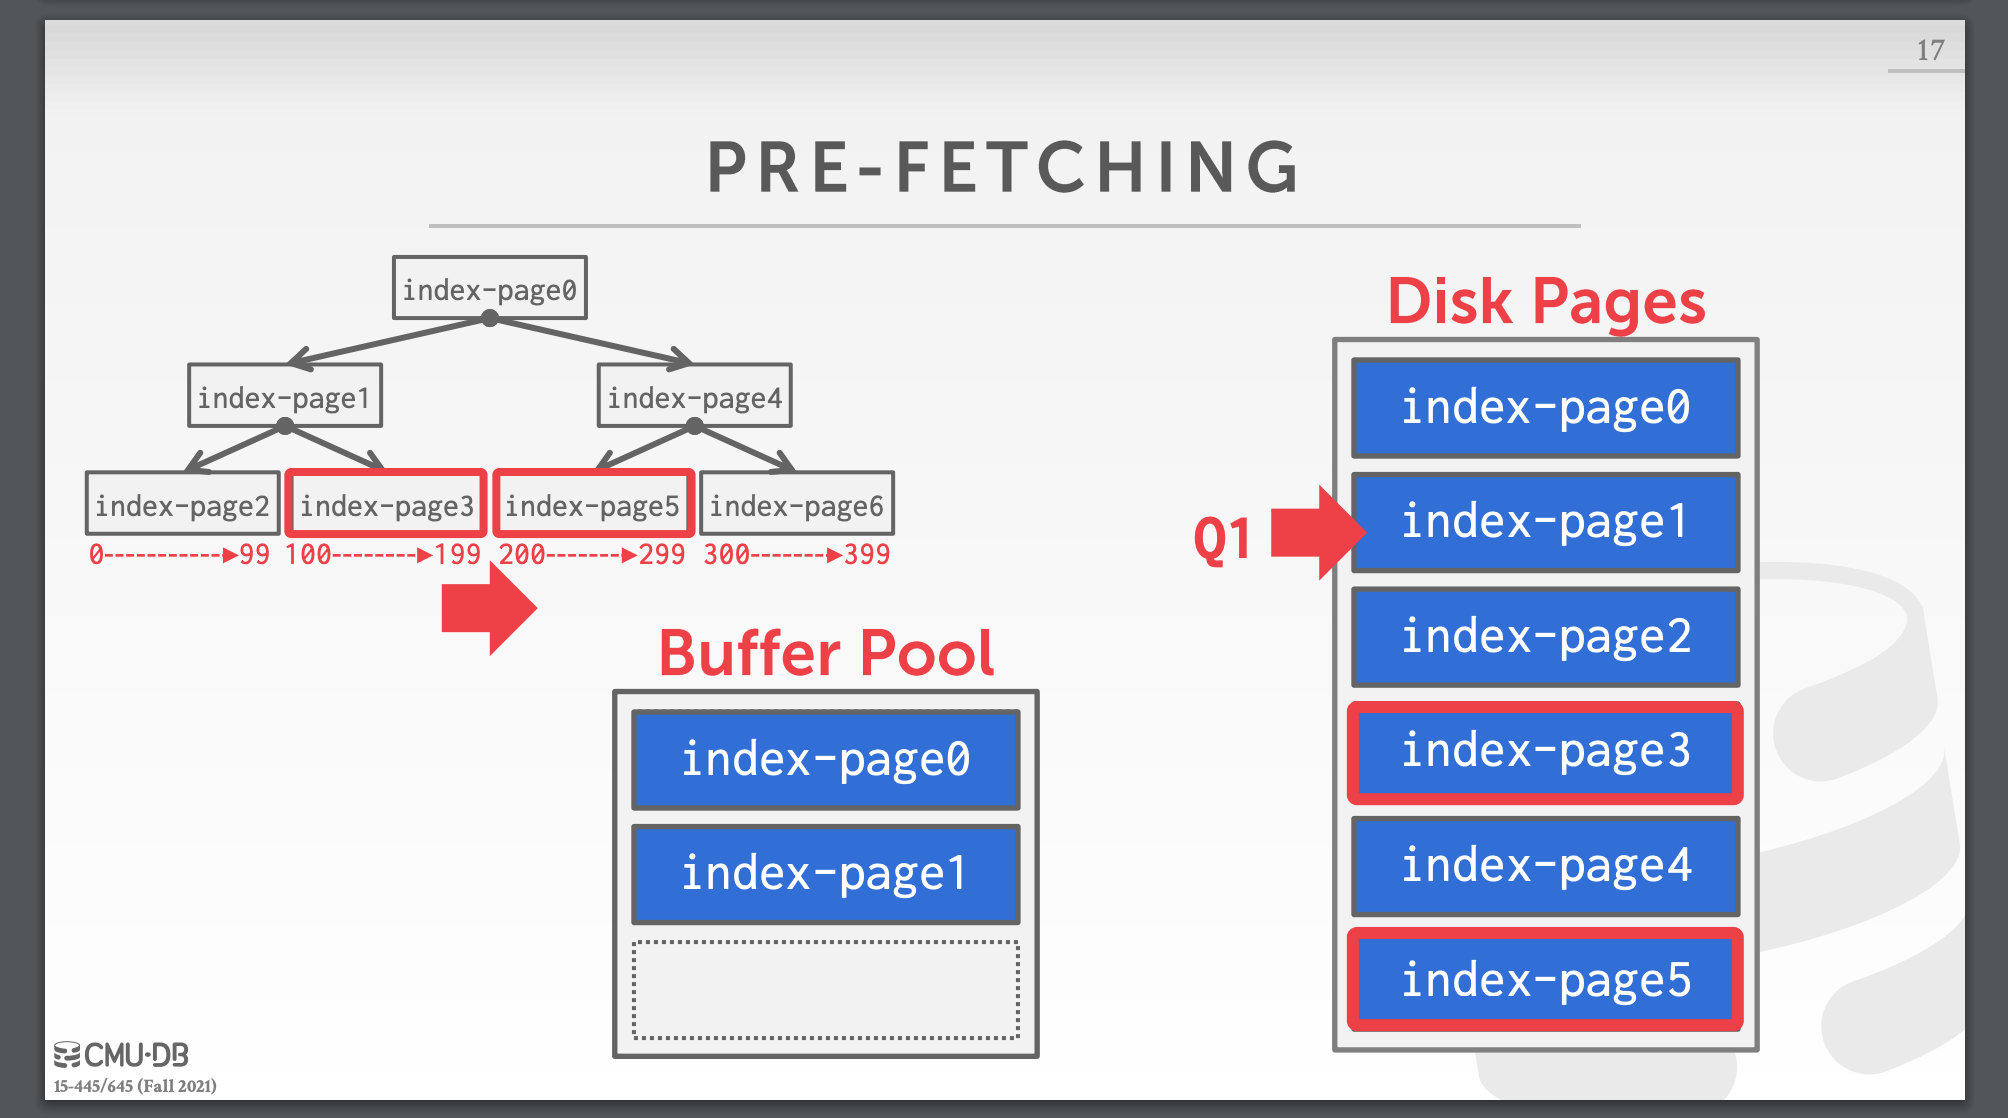 17
PRE-FETCHING
index-page0
index-page1
index-page4
index-page2
index-page3
index-page5
index-page6
0 99
100 199
200 299
300 399
Buffer Pool
index-page0
index-page1
Q1
Disk Pages
index-page0
index-page1
index-page2
index-page3
index-page4
index-page5
CMU·DB
15-445/645 (Fall 2021)